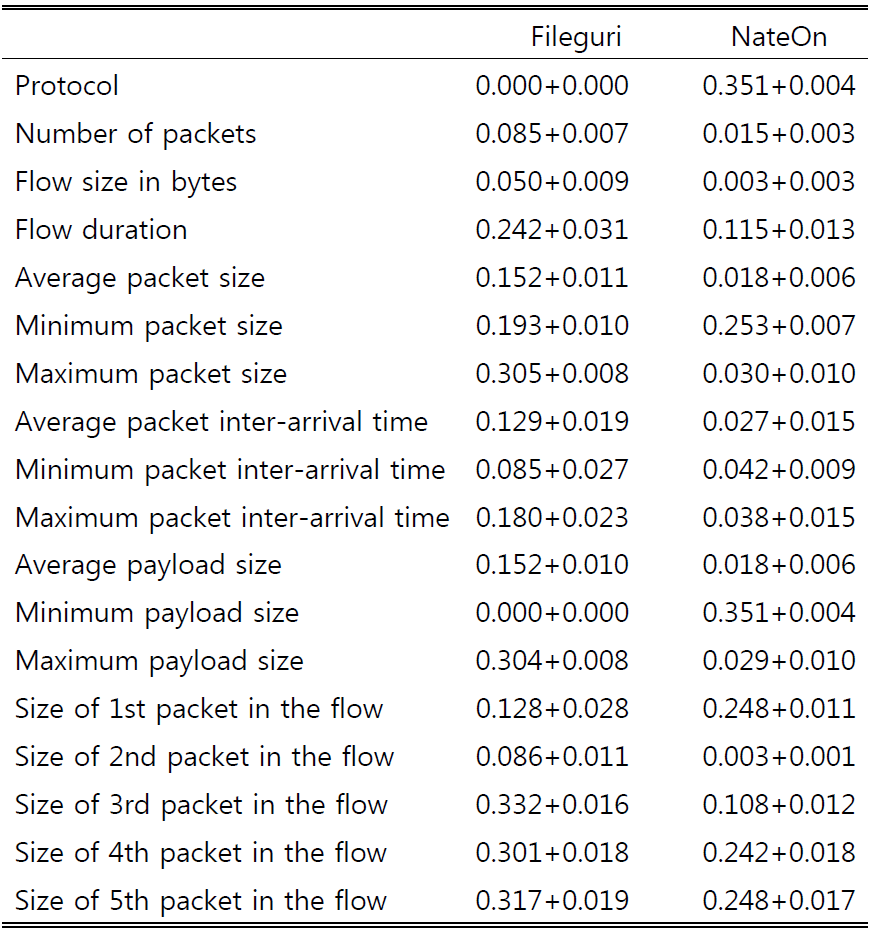 Fileguri NateOn
Protocol 0.000+0.000 0.351+0.004
Number of packets 0.085+0.007 0.015+0.003
Flow size in bytes 0.050+0.009 0.003+0.003
Flow duration 0.242+0.031 0.115+0.013
Average packet size 0.152+0.011 0.018+0.006
Minimum packet size 0.193+0.010 0.253+0.007
Maximum packet size 0.305+0.008 0.030+0.010
Average packet inter-arrival time 0.129+0.019 0.027+0.015
Minimum packet inter-arrival time 0.085+0.027 0.042+0.009
Maximum packet inter-arrival time 0.180+0.023 0.038+0.015
Average payload size 0.152+0.010 0.018+0.006
Minimum payload size 0.000+0.000 0.351+0.004
Maximum payload size 0.304+0.008 0.029+0.010
Size of 1st packet in the flow 0.128+0.028 0.248+0.011
Size of 2nd packet in the flow 0.086+0.011 0.003+0.001
Size of 3rd packet in the flow 0.332+0.016 0.108+0.012
Size of 4th packet in the flow 0.301+0.018 0.242+0.018
Size of 5th packet in the flow 0.317+0.019 0.248+0.017